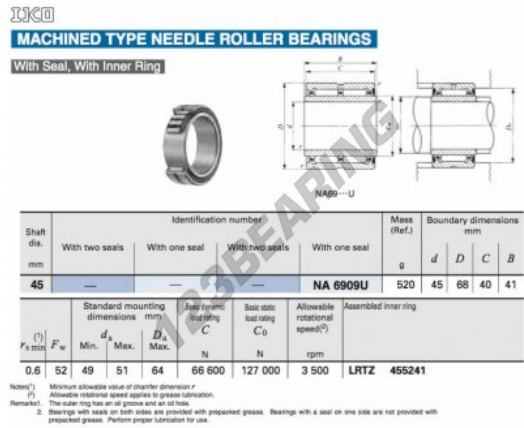 IKO
MACHINED TYPE NEEDLE ROLLER BEARINGS
With Seal, With Inner Ring
B
C
D
d
NA69···U
123BEARING
Shaft dia. mm
Identification number
With two seals
With one seal
With two seals
With one seal
Mass (Ref.) g
Boundary dimensions mm
d D C B
45 — — — NA 6909U 520 45 68 40 41
(1) rs min
Fw
Standard mounting dimensions mm
da Min. Max.
Da Max.
Basic dynamic load rating C N
Basic static load rating C0 N
Allowable rotational speed(2) rpm
Assembled inner ring
0.6 52 49 51 64 66 600 127 000 3 500 LRTZ 455241
Notes(1) Minimum allowable value of chamfer dimension r
(2) Allowable rotational speed applies to grease lubrication.
Remarks1. The outer ring has an oil groove and an oil hole.
2. Bearings with seals on both sides are provided with prepacked grease. Bearings with a seal on one side are not provided with
prepacked grease. Perform proper lubrication for use.